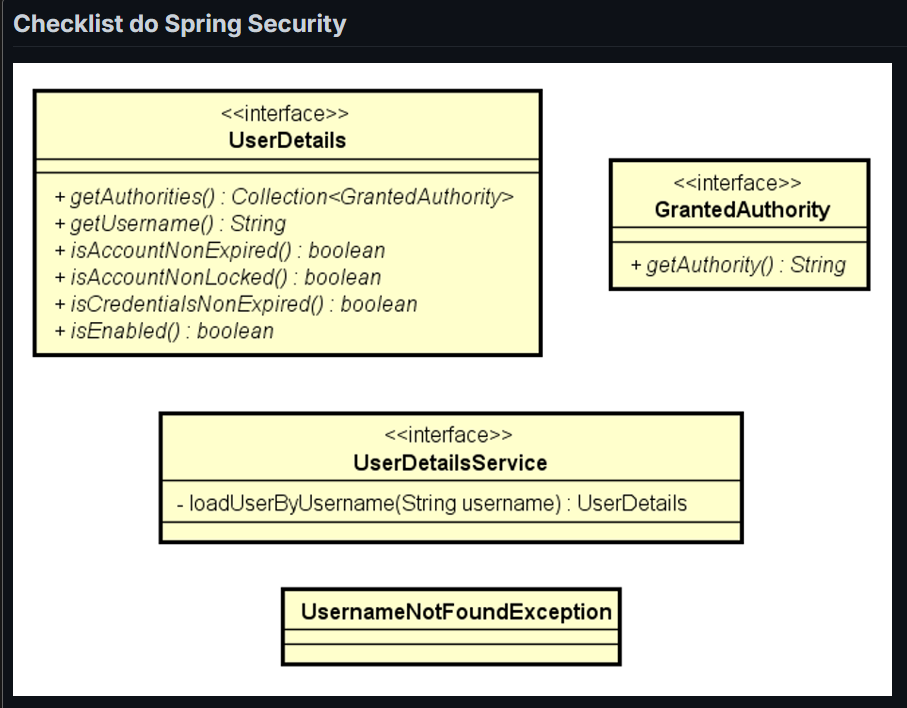 Checklist do Spring Security
<<interface>>
UserDetails
+ getAuthorities() : Collection<GrantedAuthority>
+ getUsername() : String
+ isAccountNonExpired() : boolean
+ isAccountNonLocked() : boolean
+ isCredentialsNonExpired() : boolean
+ isEnabled() : boolean
<<interface>>
GrantedAuthority
+ getAuthority() : String
<<interface>>
UserDetailsService
- loadUserByUsername(String username) : UserDetails
UsernameNotFoundException